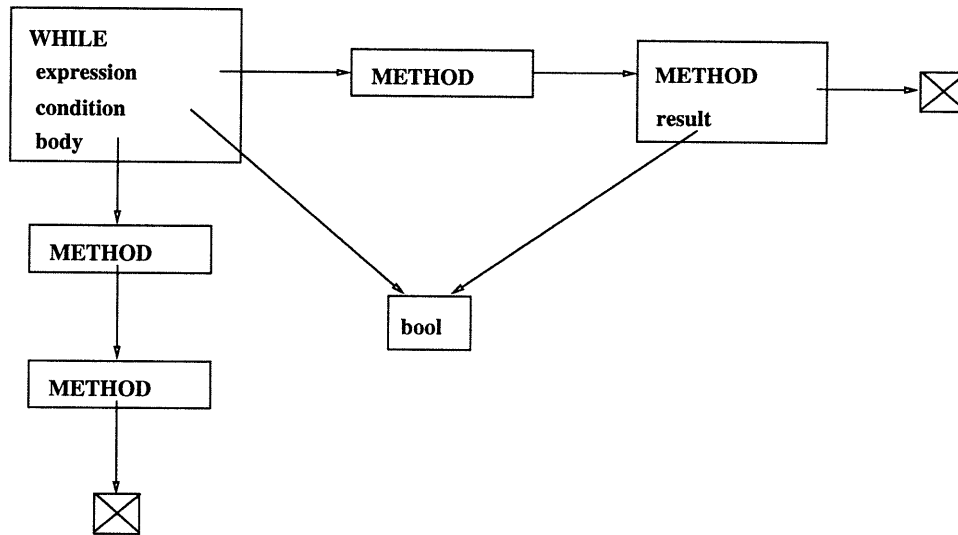 WHILE
expression
condition
body
METHOD
METHOD
result
METHOD
bool
METHOD